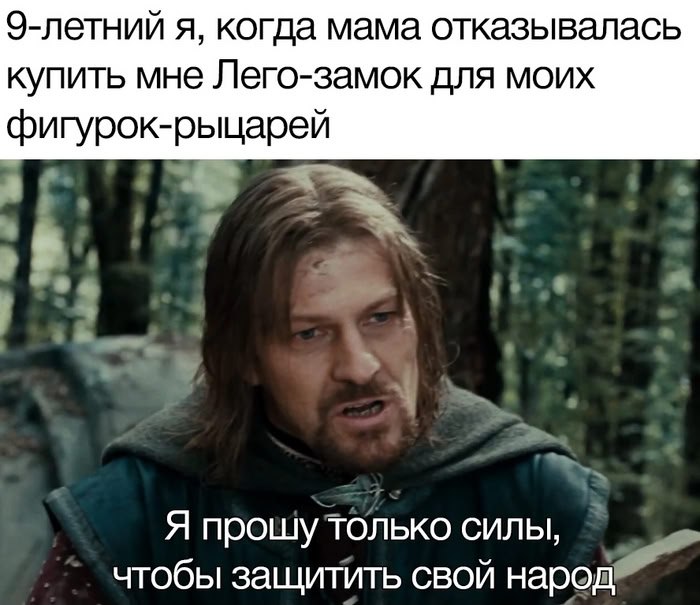 9-летний я, когда мама отказывалась
купить мне Лего-замок для моих
фигурок-рыцарей
Я прошу только силы,
чтобы защитить свой народ